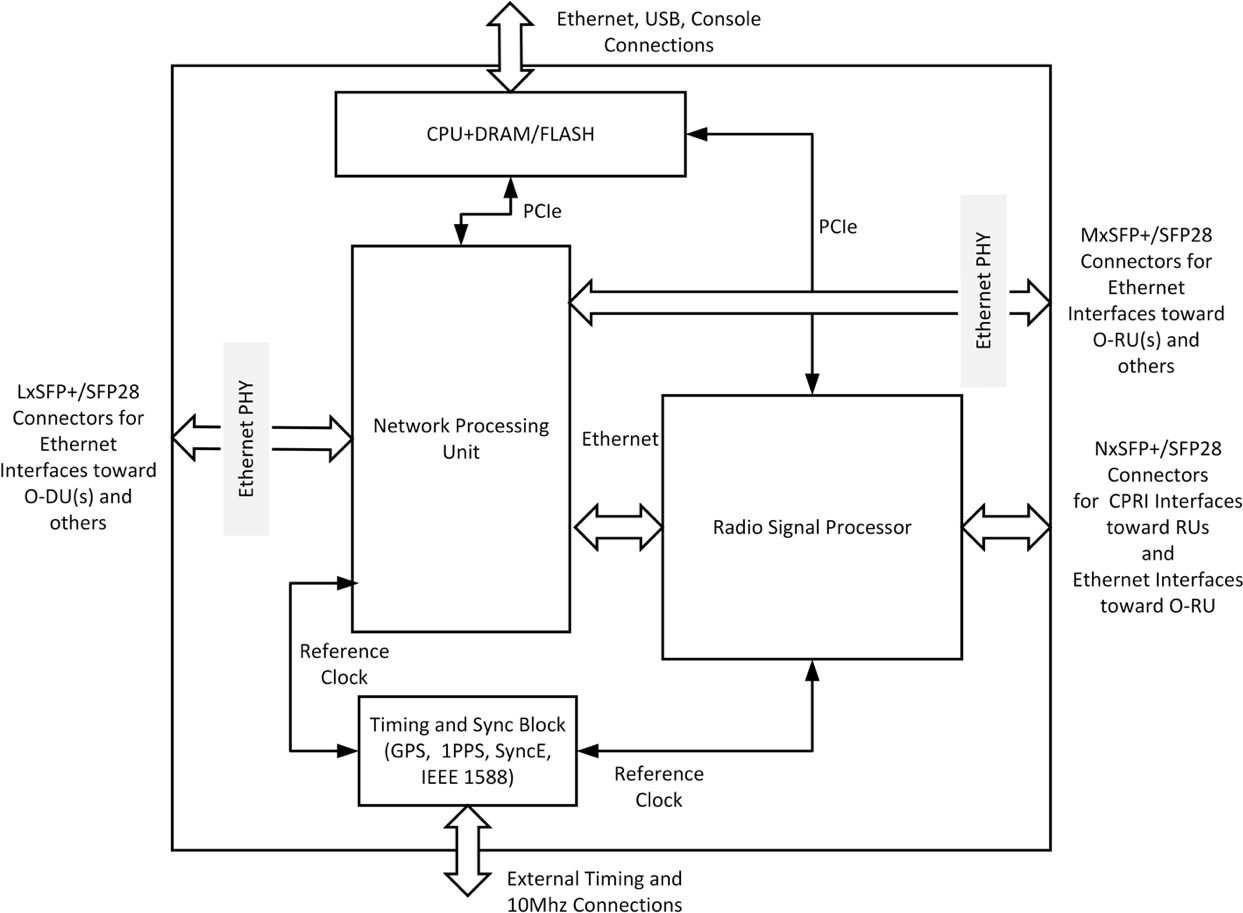 Ethernet, USB, Console
Connections
CPU+DRAM/FLASH
PCIe
PCIe
MxSFP+/SFP28
Connectors for
Ethernet
Interfaces toward
O-RU(s) and
others
Ethernet PHY
LxSFP+/SFP28
Connectors for
Ethernet
Interfaces toward
O-DU(s) and
others
Ethernet PHY
Network Processing
Unit
Ethernet
Radio Signal Processor
NxSFP+/SFP28
Connectors
for CPRI Interfaces
toward RUs
and
Ethernet Interfaces
toward O-RU
Reference
Clock
Timing and Sync Block
(GPS, 1PPS, SyncE,
IEEE 1588)
Reference
Clock
External Timing and
10Mhz Connections